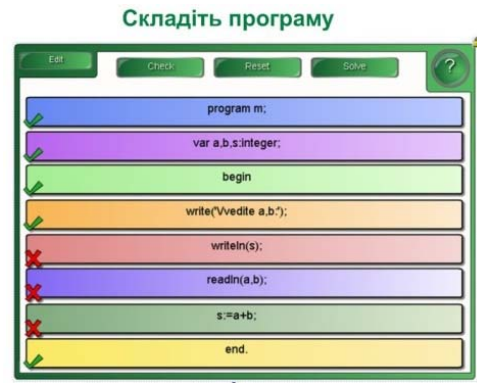 Складіть програму
Edit
Check
Reset
Solve
?
program m;
var a,b,s:integer;
begin
write('Vvedite a,b:');
writeln(s);
readln(a,b);
s:=a+b;
end.